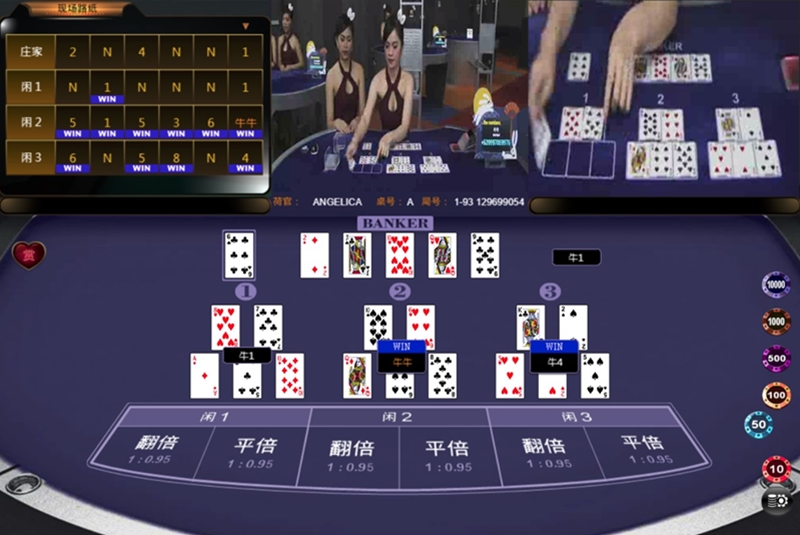 现场路纸
庄家 2 N 4 N N 1
闲1 N 1 N N N 1
WIN
闲2 5 1 5 3 6 牛牛
WIN WIN WIN WIN WIN WIN
闲3 6 N 5 8 N 4
WIN WIN WIN WIN
KER
1 2 3
荷官： ANGELICA 桌号：A 局号：1-93 129699054
BANKER
赏
牛1
1 2 3
牛1
WIN
牛牛
WIN
牛4
10000
1000
500
100
50
10
闲1 闲2 闲3
翻倍 平倍 翻倍 平倍 翻倍 平倍
1:0.95 1:0.95 1:0.95 1:0.95 1:0.95 1:0.95